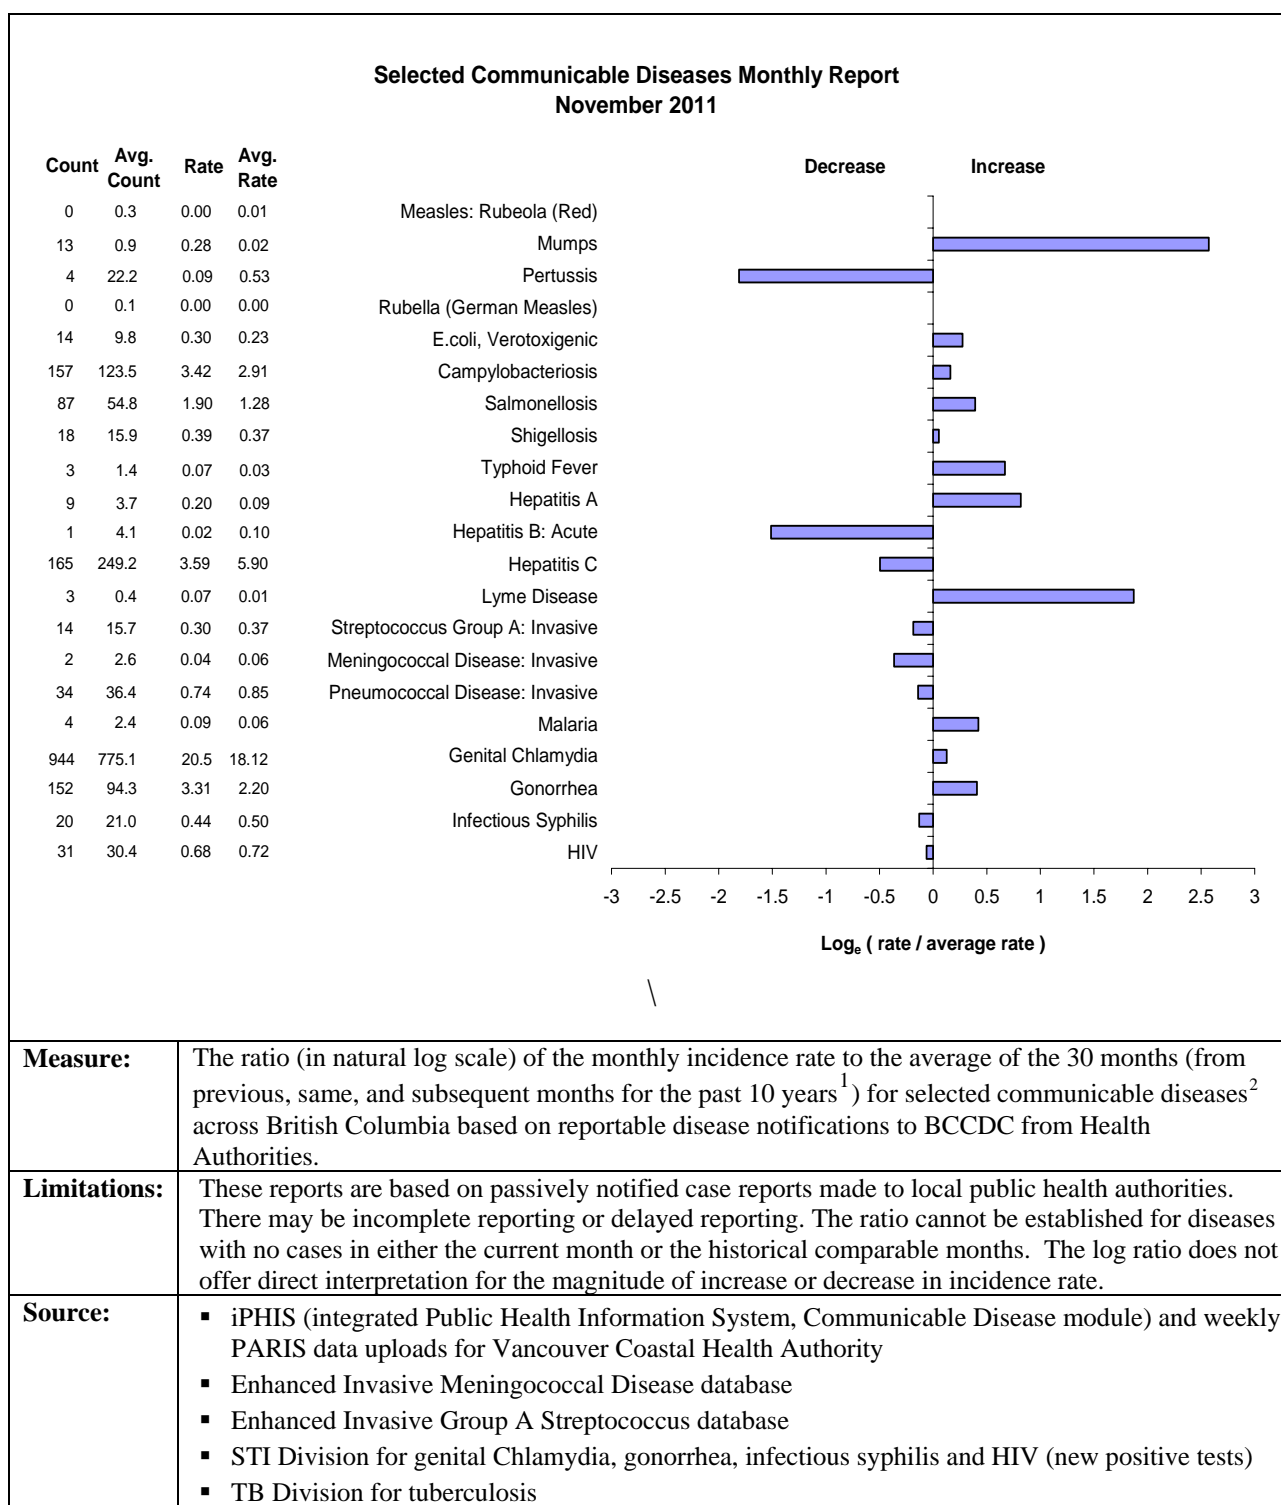 Selected Communicable Diseases Monthly Report
November 2011
Count Avg. Count Rate Avg. Rate Decrease Increase
0 0.3 0.00 0.01 Measles: Rubeola (Red)
13 0.9 0.28 0.02 Mumps
4 22.2 0.09 0.53 Pertussis
0 0.1 0.00 0.00 Rubella (German Measles)
14 9.8 0.30 0.23 E.coli, Verotoxigenic
157 123.5 3.42 2.91 Campylobacteriosis
87 54.8 1.90 1.28 Salmonellosis
18 15.9 0.39 0.37 Shigellosis
3 1.4 0.07 0.03 Typhoid Fever
9 3.7 0.20 0.09 Hepatitis A
1 4.1 0.02 0.10 Hepatitis B: Acute
165 249.2 3.59 5.90 Hepatitis C
3 0.4 0.07 0.01 Lyme Disease
14 15.7 0.30 0.37 Streptococcus Group A: Invasive
2 2.6 0.04 0.06 Meningococcal Disease: Invasive
34 36.4 0.74 0.85 Pneumococcal Disease: Invasive
4 2.4 0.09 0.06 Malaria
944 775.1 20.5 18.12 Genital Chlamydia
152 94.3 3.31 2.20 Gonorrhea
20 21.0 0.44 0.50 Infectious Syphilis
31 30.4 0.68 0.72 HIV
-3 -2.5 -2 -1.5 -1 -0.5 0 0.5 1 1.5 2 2.5 3
Logₑ ( rate / average rate )
\
Measure: The ratio (in natural log scale) of the monthly incidence rate to the average of the 30 months (from
previous, same, and subsequent months for the past 10 years¹) for selected communicable diseases²
across British Columbia based on reportable disease notifications to BCCDC from Health
Authorities.
Limitations: These reports are based on passively notified case reports made to local public health authorities.
There may be incomplete reporting or delayed reporting. The ratio cannot be established for diseases
with no cases in either the current month or the historical comparable months. The log ratio does not
offer direct interpretation for the magnitude of increase or decrease in incidence rate.
Source: ▪ iPHIS (integrated Public Health Information System, Communicable Disease module) and weekly
PARIS data uploads for Vancouver Coastal Health Authority
▪ Enhanced Invasive Meningococcal Disease database
▪ Enhanced Invasive Group A Streptococcus database
▪ STI Division for genital Chlamydia, gonorrhea, infectious syphilis and HIV (new positive tests)
▪ TB Division for tuberculosis